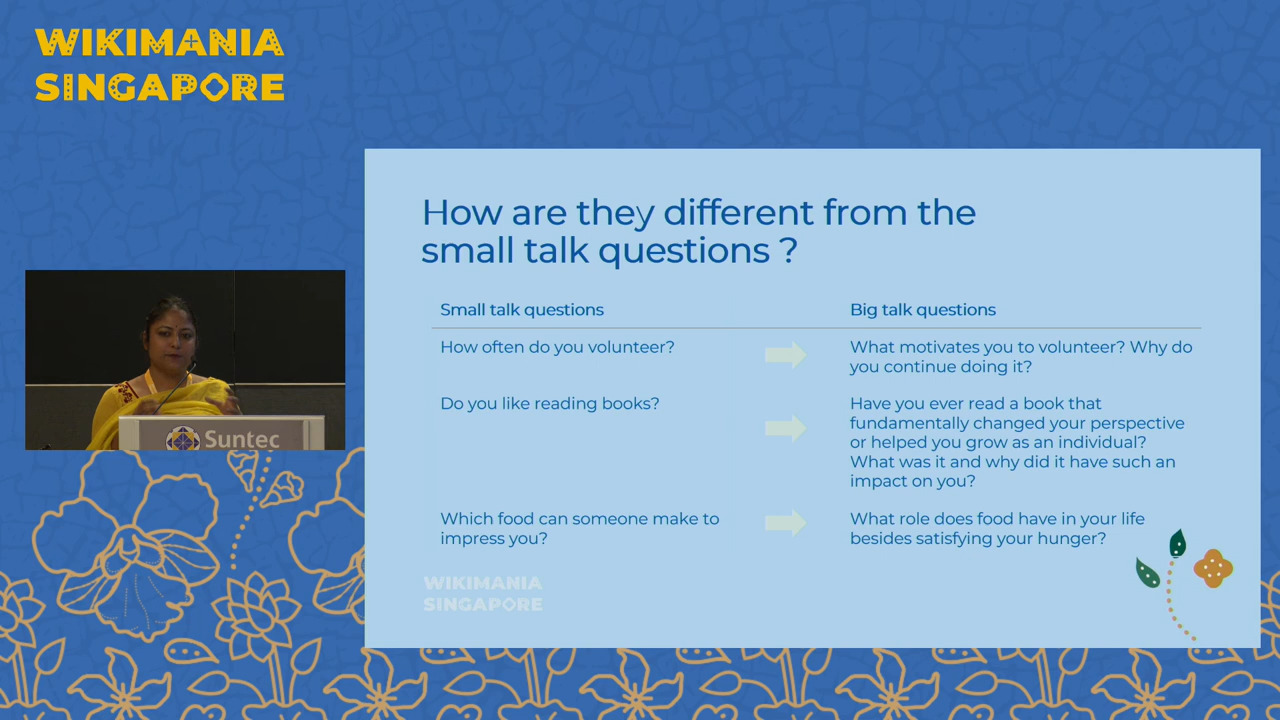 WIKIMANIA
SINGAPORE
How are they different from the
small talk questions ?
Small talk questions
Big talk questions
How often do you volunteer?
What motivates you to volunteer? Why do
you continue doing it?
Do you like reading books?
Have you ever read a book that
fundamentally changed your perspective
or helped you grow as an individual?
What was it and why did it have such an
impact on you?
Which food can someone make to
impress you?
What role does food have in your life
besides satisfying your hunger?
WIKIMANIA
SINGAPORE
Suntec